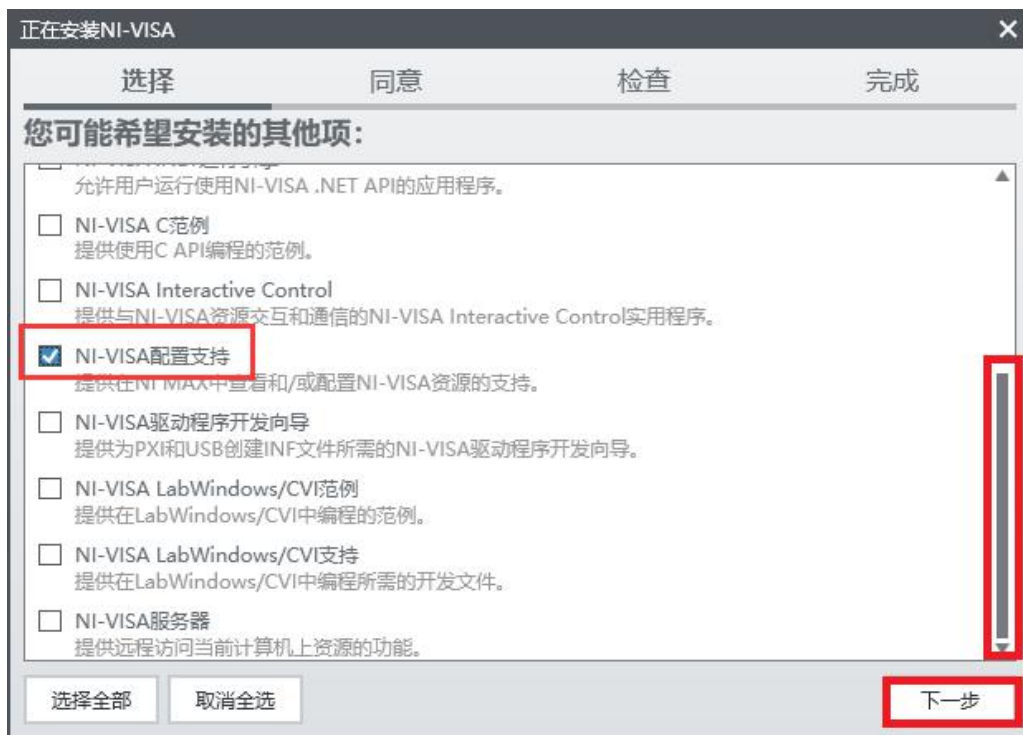 正在安装NI-VISA
选择 同意 检查 完成
您可能希望安装的其他项：
允许用户运行使用NI-VISA .NET API的应用程序。
NI-VISA C范例
提供使用C API编程的范例。
NI-VISA Interactive Control
提供与NI-VISA资源交互和通信的NI-VISA Interactive Control实用程序。
NI-VISA配置支持
提供在NI MAX中查看和/或配置NI-VISA资源的支持。
NI-VISA驱动程序开发向导
提供为PXI和USB创建INF文件所需的NI-VISA驱动程序开发向导。
NI-VISA LabWindows/CVI范例
提供在LabWindows/CVI中编程的范例。
NI-VISA LabWindows/CVI支持
提供在LabWindows/CVI中编程所需的开发文件。
NI-VISA服务器
提供远程访问当前计算机上资源的功能。
选择全部 取消全选 下一步